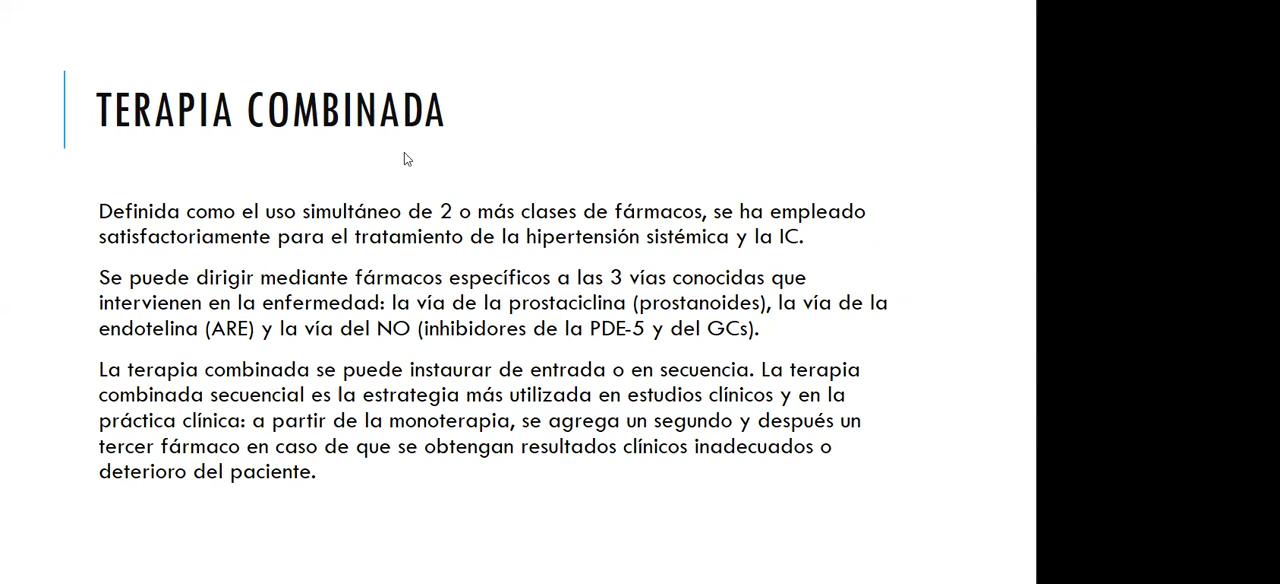 TERAPIA COMBINADA
Definida como el uso simultáneo de 2 o más clases de fármacos, se ha empleado
satisfactoriamente para el tratamiento de la hipertensión sistémica y la IC.
Se puede dirigir mediante fármacos específicos a las 3 vías conocidas que
intervienen en la enfermedad: la vía de la prostaciclina (prostanoides), la vía de la
endotelina (ARE) y la vía del NO (inhibidores de la PDE-5 y del GCs).
La terapia combinada se puede instaurar de entrada o en secuencia. La terapia
combinada secuencial es la estrategia más utilizada en estudios clínicos y en la
práctica clínica: a partir de la monoterapia, se agrega un segundo y después un
tercer fármaco en caso de que se obtengan resultados clínicos inadecuados o
deterioro del paciente.